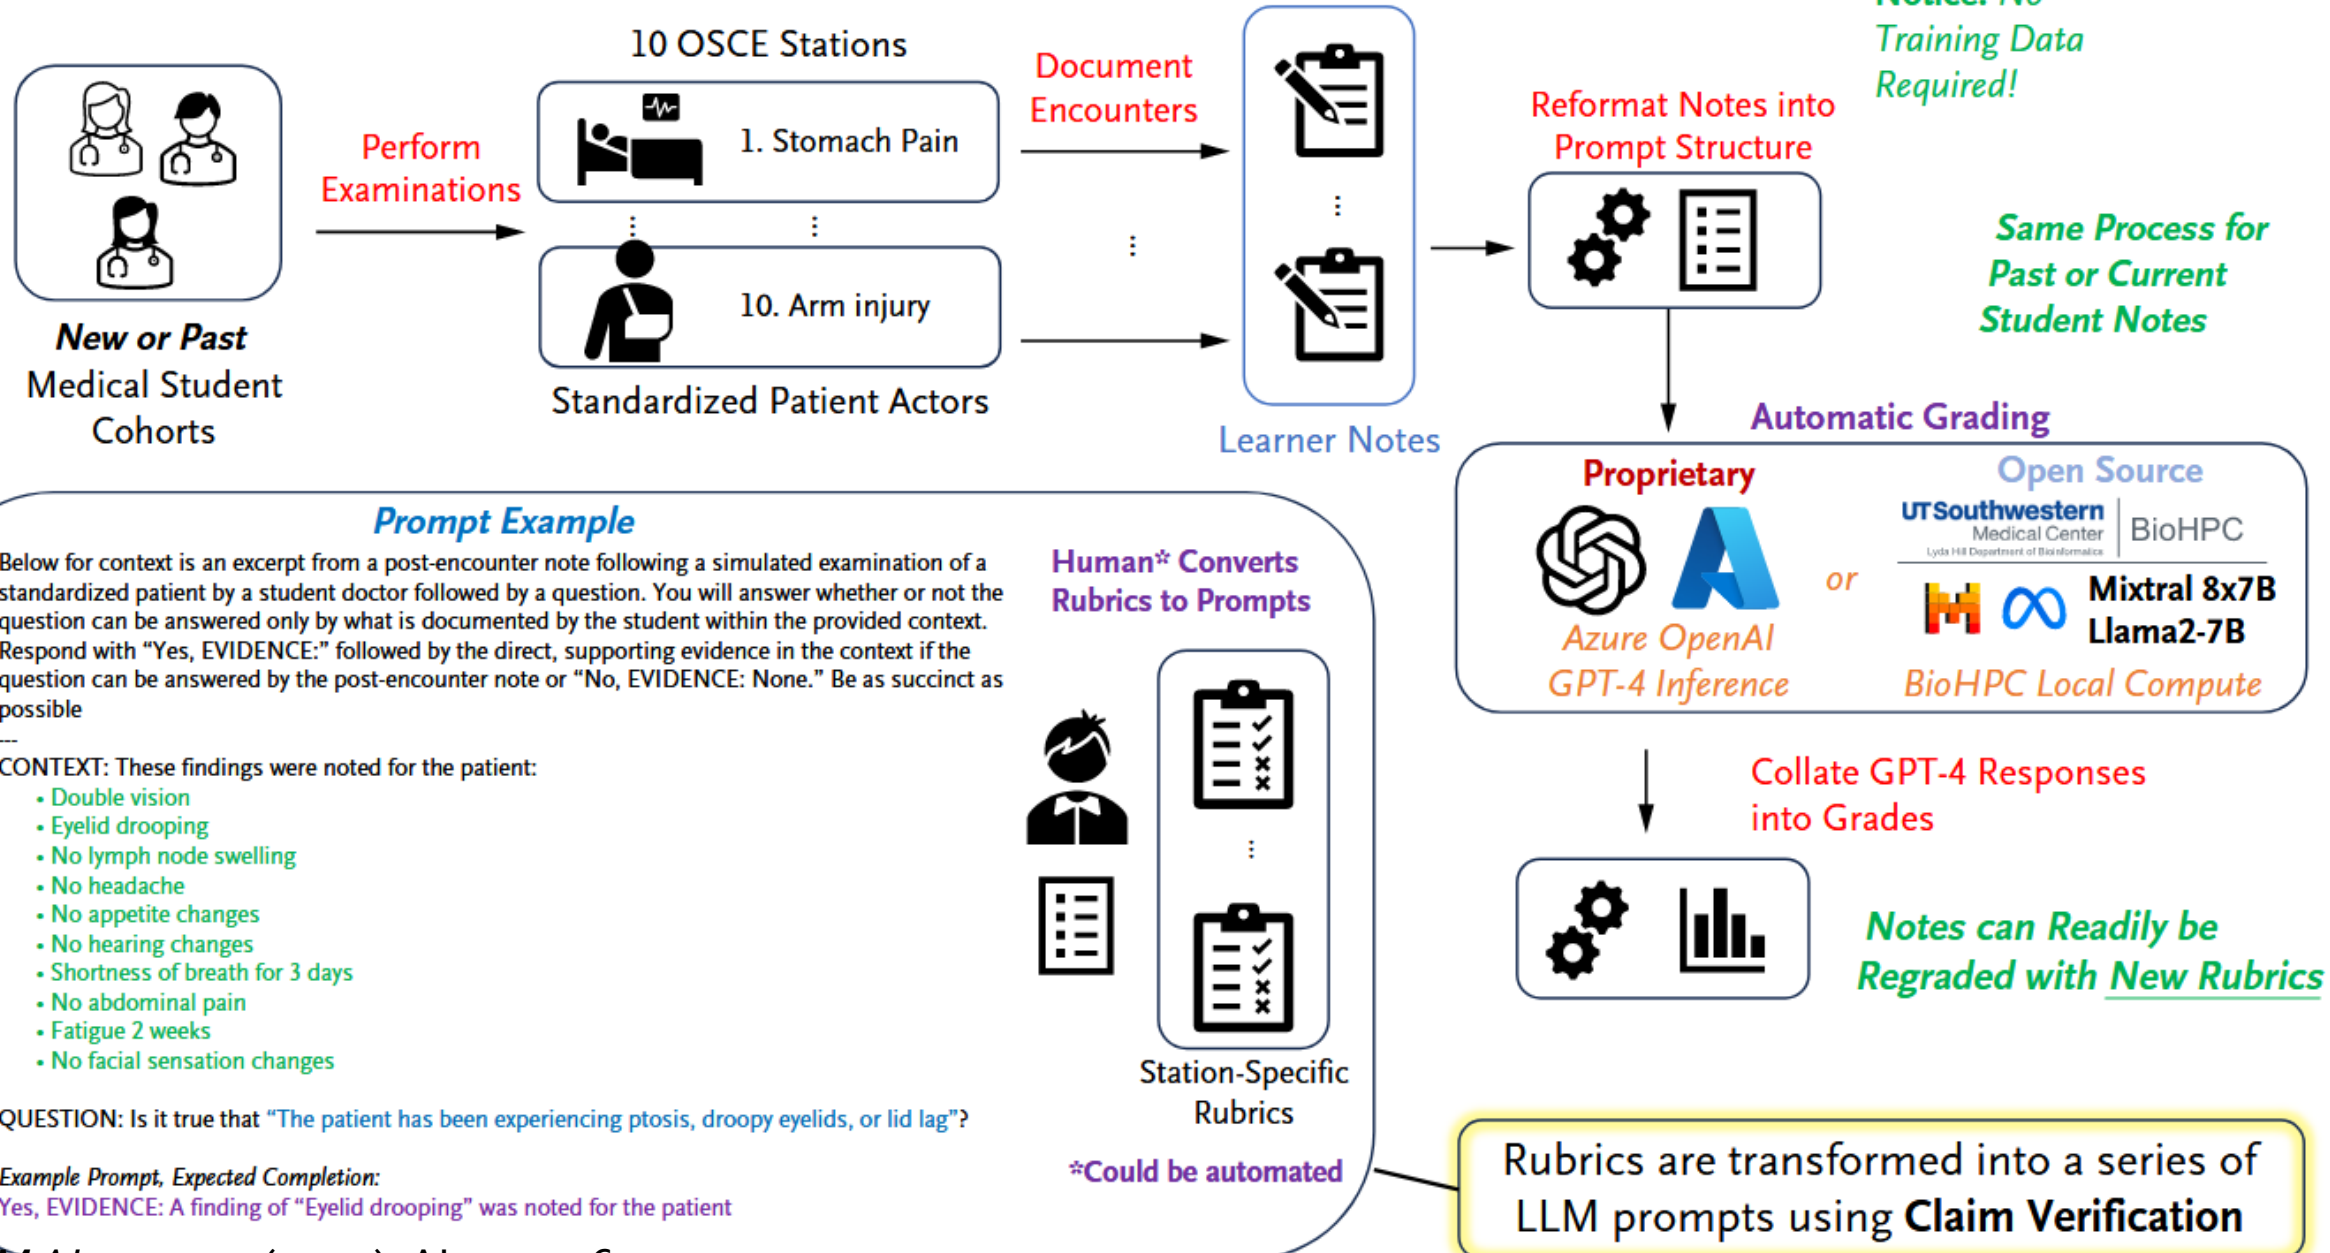 Notice: No
Training Data
Required!
10 OSCE Stations
Perform
Examinations
1. Stomach Pain
10. Arm injury
Standardized Patient Actors
New or Past
Medical Student
Cohorts
Document
Encounters
Learner Notes
Reformat Notes into
Prompt Structure
Same Process for
Past or Current
Student Notes
Automatic Grading
Proprietary
Azure OpenAI
GPT-4 Inference
or
Open Source
UTSouthwestern
Medical Center
Lyda Hill Department of Bioinformatics
BioHPC
Mixtral 8x7B
Llama2-7B
BioHPC Local Compute
Collate GPT-4 Responses
into Grades
Notes can Readily be
Regraded with New Rubrics
Prompt Example
Below for context is an excerpt from a post-encounter note following a simulated examination of a
standardized patient by a student doctor followed by a question. You will answer whether or not the
question can be answered only by what is documented by the student within the provided context.
Respond with “Yes, EVIDENCE:” followed by the direct, supporting evidence in the context if the
question can be answered by the post-encounter note or “No, EVIDENCE: None.” Be as succinct as
possible
---
CONTEXT: These findings were noted for the patient:
• Double vision
• Eyelid drooping
• No lymph node swelling
• No headache
• No appetite changes
• No hearing changes
• Shortness of breath for 3 days
• No abdominal pain
• Fatigue 2 weeks
• No facial sensation changes
QUESTION: Is it true that “The patient has been experiencing ptosis, droopy eyelids, or lid lag”?
Example Prompt, Expected Completion:
Yes, EVIDENCE: A finding of “Eyelid drooping” was noted for the patient
Human* Converts
Rubrics to Prompts
Station-Specific
Rubrics
*Could be automated
Rubrics are transformed into a series of
LLM prompts using Claim Verification